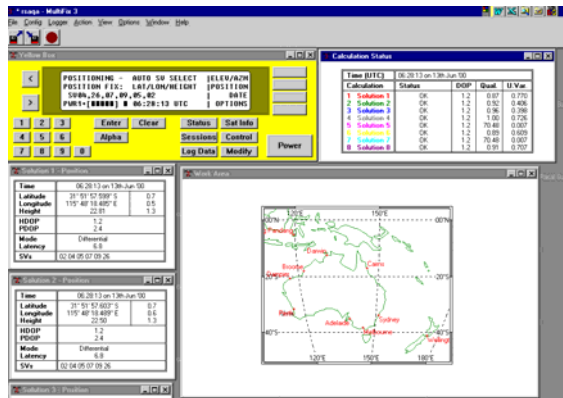 * rsaqa - MultiFix 3
File Config Logger Action View Options Window Help
Yellow Box
POSITIONING - AUTO SV SELECT |ELEV/AZM
POSITION FIX: LAT/LON/HEIGHT |POSITION
SV04,26,07,09,05,02 | DATE
PWR1+[■■■■■] ■ 06:28:13 UTC | OPTIONS
<
>
1 2 3 Enter Clear Status Sat Info
4 5 6 Alpha Sessions Control
7 8 9 0 Log Data Modify Power
Calculation Status
Time (UTC) 06:28:13 on 13th Jun '00
Calculation Status DOP Qual. U.Var
1 Solution 1 OK 1.2 0.87 0.770
2 Solution 2 OK 1.2 0.92 0.406
3 Solution 3 OK 1.2 0.96 0.398
4 Solution 4 OK 1.2 1.00 0.726
5 Solution 5 OK 70.48 0.007
6 Solution 6 OK 1.2 0.89 0.609
7 Solution 7 OK 70.48 0.007
8 Solution 8 OK 1.2 0.91 0.707
Solution 1 - Position
Time 06:28:13 on 13th Jun '00
Latitude 31° 51' 57.599" S 0.7
Longitude 115° 48' 18.485" E 0.5
Height 22.81 1.3
HDOP 1.2
PDOP 2.4
Mode Differential
Latency 6.8
SVs 02 04 05 07 09 26
Solution 2 - Position
Time 06:28:13 on 13th Jun '00
Latitude 31° 51' 57.603" S 0.7
Longitude 115° 48' 18.489" E 0.6
Height 22.50 1.3
HDOP 1.2
PDOP 2.4
Mode Differential
Latency 6.8
SVs 02 04 05 07 09 26
Solution 3 - Position
Work Area
120°E 150°E
00°N 00°N
Darwin
Broome Cairns
Perth
Adelaide Sydney
Melbourne
40°S 40°S
120°E 150°E 180°E